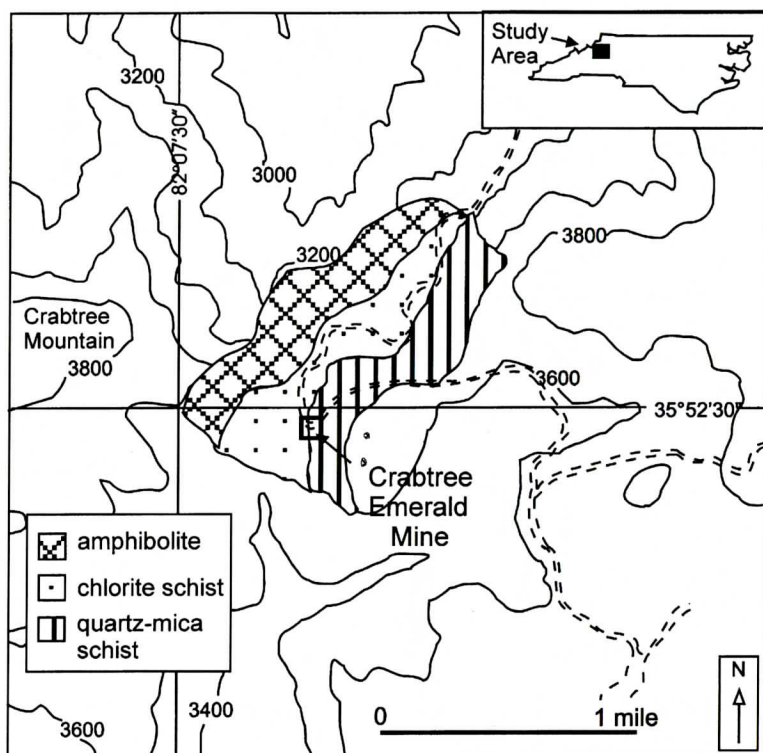 Study
Area
3200
82°07'30"
3000
3800
3200
Crabtree
Mountain
3800
3600
35°52'30"
Crabtree
Emerald
Mine
amphibolite
chlorite schist
quartz-mica
schist
N
0 1 mile
3400
3600